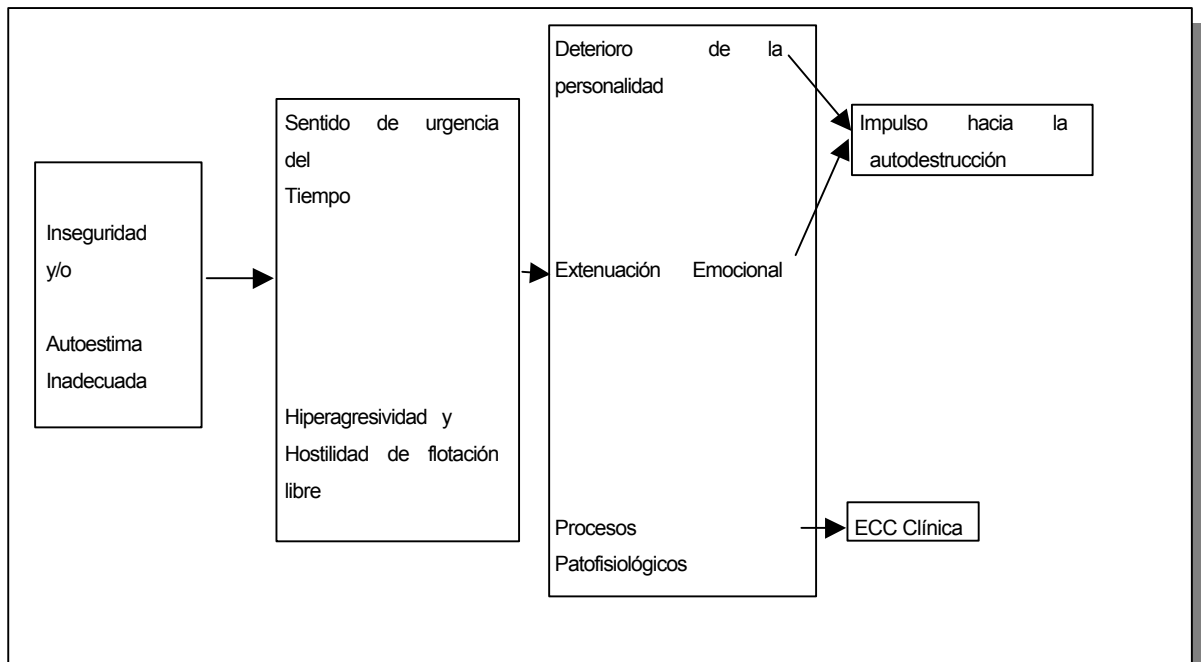 Inseguridad
y/o
Autoestima
Inadecuada
Sentido de urgencia
del
Tiempo
Hiperagresividad y
Hostilidad de flotación
libre
Deterioro de la
personalidad
Extenuación Emocional
Procesos
Patofisiológicos
Impulso hacia la
autodestrucción
ECC Clínica